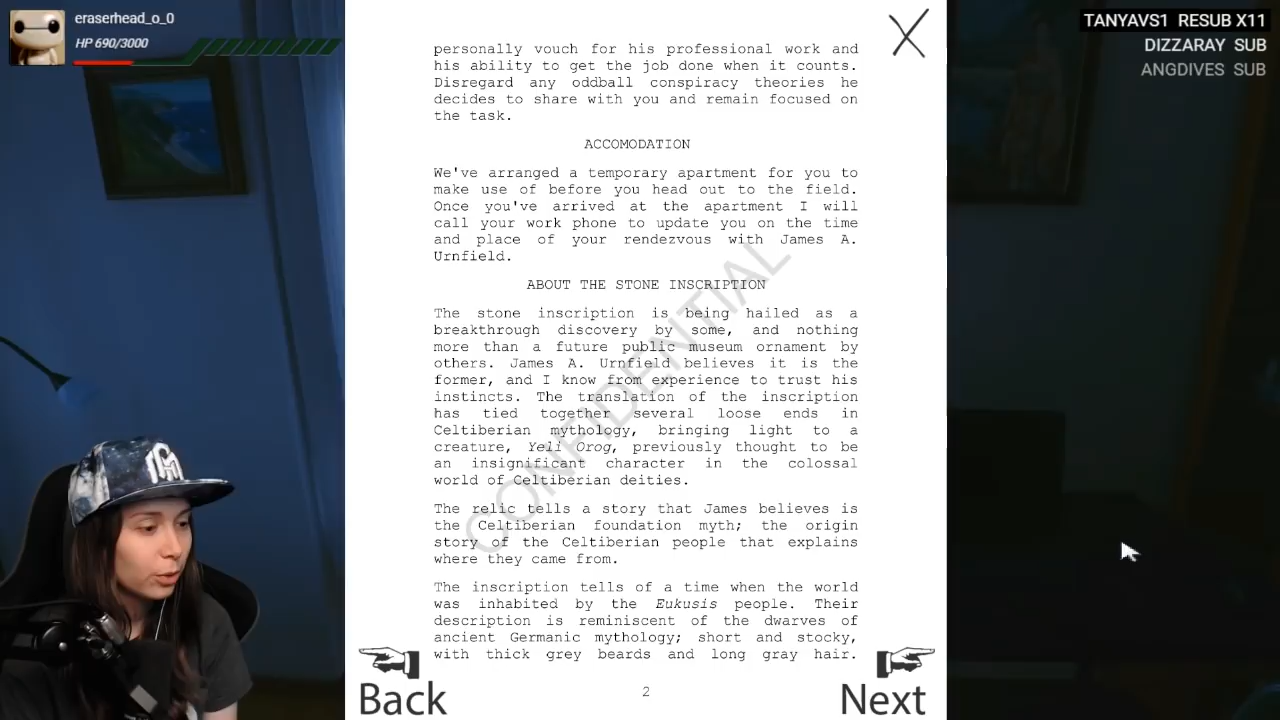 eraserhead_o_0
HP 690/3000
TANYAVS1 RESUB X11
DIZZARAY SUB
ANGDIVES SUB
personally vouch for his professional work and
his ability to get the job done when it counts.
Disregard any oddball conspiracy theories he
decides to share with you and remain focused on
the task.
ACCOMODATION
We've arranged a temporary apartment for you to
make use of before you head out to the field.
Once you've arrived at the apartment I will
call your work phone to update you on the time
and place of your rendezvous with James A.
Urnfield.
ABOUT THE STONE INSCRIPTION
The stone inscription is being hailed as a
breakthrough discovery by some, and nothing
more than a future public museum ornament by
others. James A. Urnfield believes it is the
former, and I know from experience to trust his
instincts. The translation of the inscription
has tied together several loose ends in
Celtiberian mythology, bringing light to a
creature, Yell Orog, previously thought to be
an insignificant character in the colossal
world of Celtiberian deities.
The relic tells a story that James believes is
the Celtiberian foundation myth; the origin
story of the Celtiberian people that explains
where they came from.
The inscription tells of a time when the world
was inhabited by the Eukusis people. Their
description is reminiscent of the dwarves of
ancient Germanic mythology; short and stocky,
with thick grey beards and long gray hair.
CONFIDENTIAL
Back
2
Next